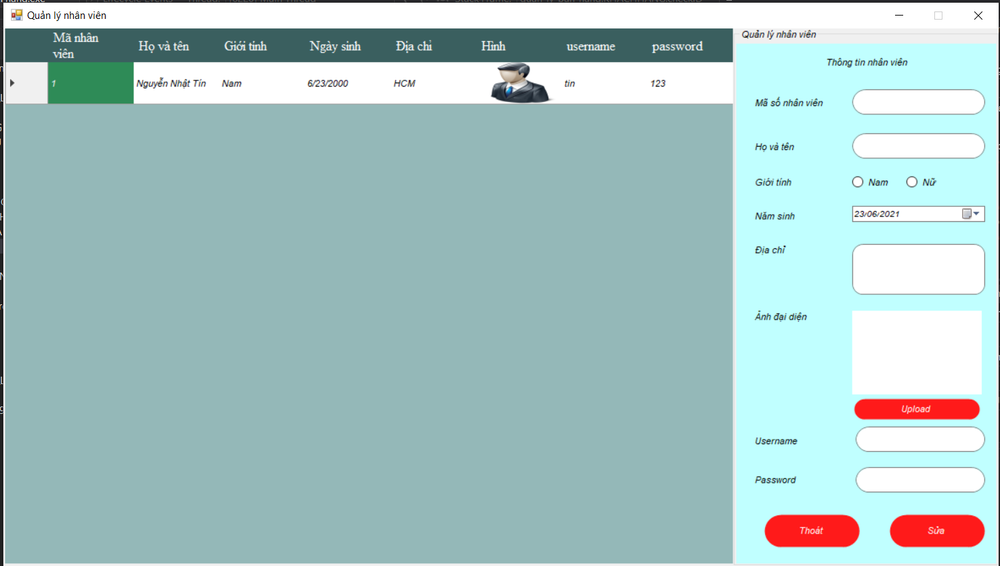 Quản lý nhân viên
Mã nhân
viên
Họ và tên
Giới tính
Ngày sinh
Địa chỉ
Hình
username
password
1
Nguyễn Nhật Tín
Nam
6/23/2000
HCM
tin
123
Quản lý nhân viên
Thông tin nhân viên
Mã số nhân viên
Họ và tên
Giới tính
Nam
Nữ
Năm sinh
23/06/2021
Địa chỉ
Ảnh đại diện
Upload
Username
Password
Thoát
Sửa